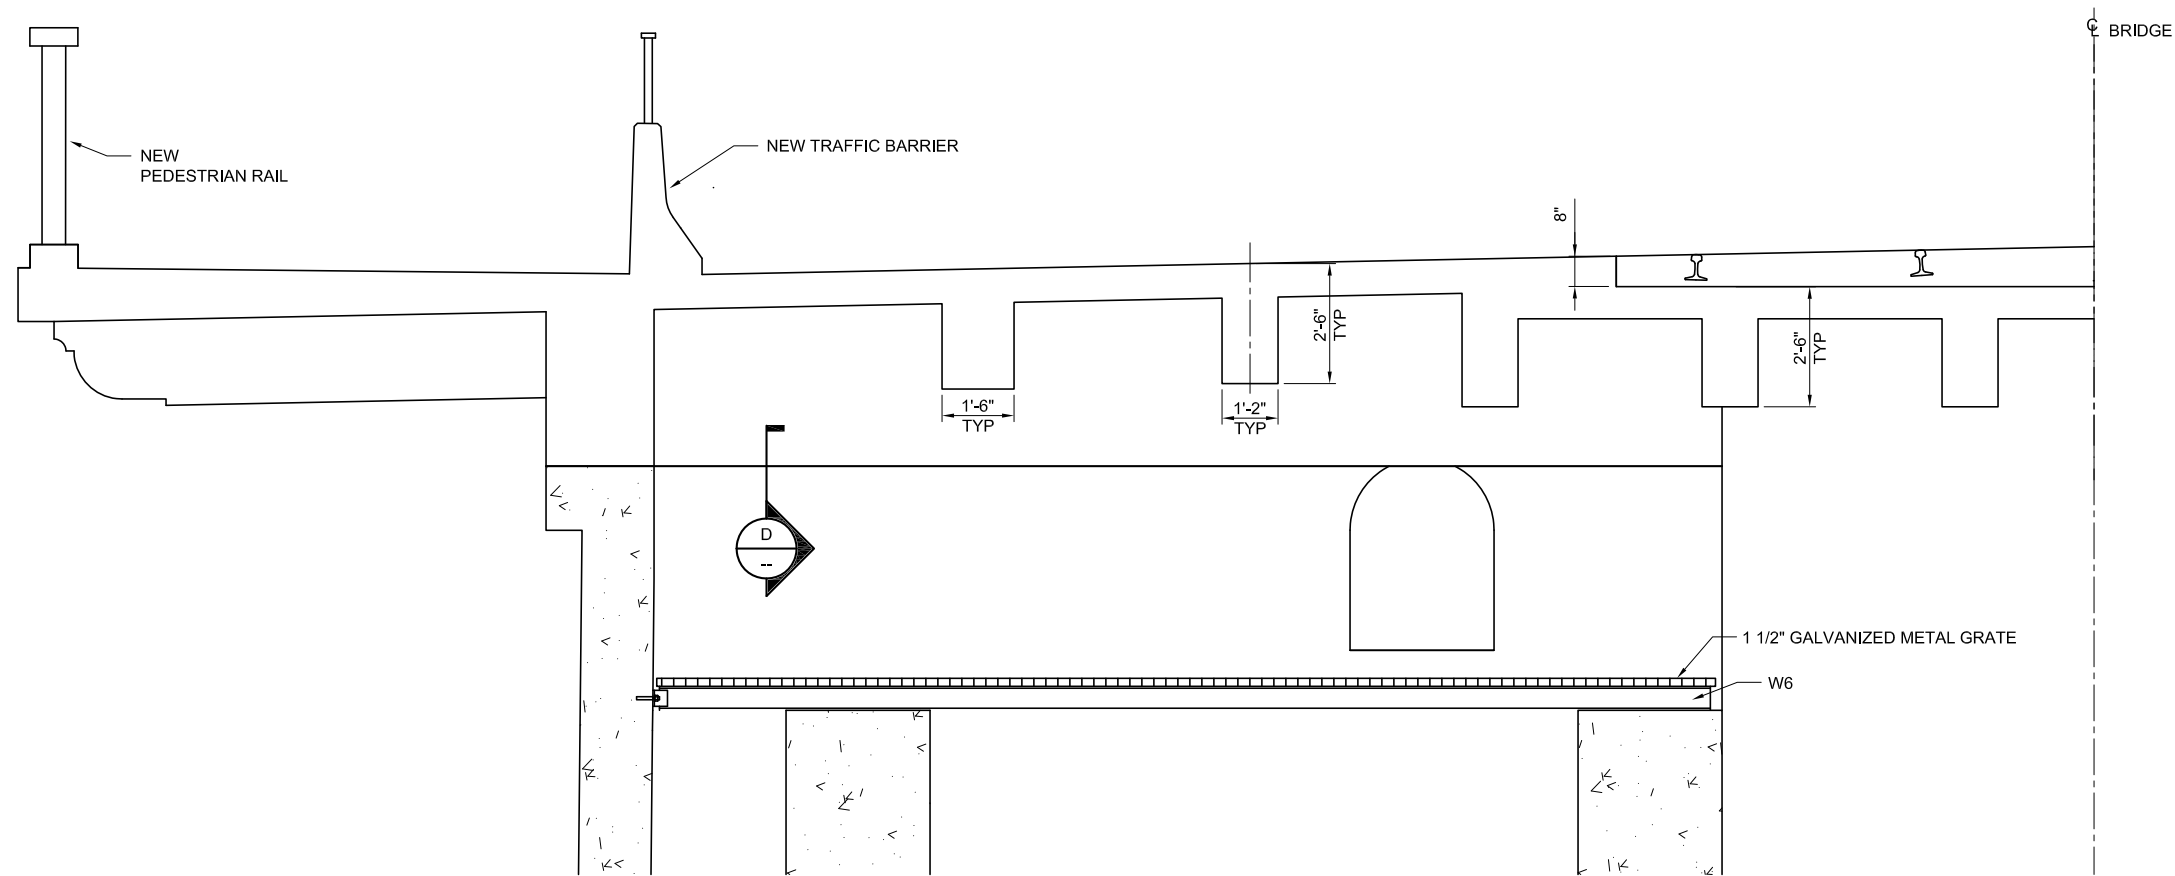 ℄ BRIDGE
NEW
PEDESTRIAN RAIL
NEW TRAFFIC BARRIER
8"
2'-6"
TYP
2'-6"
TYP
1'-6"
TYP
1'-2"
TYP
D
--
1 1/2" GALVANIZED METAL GRATE
W6